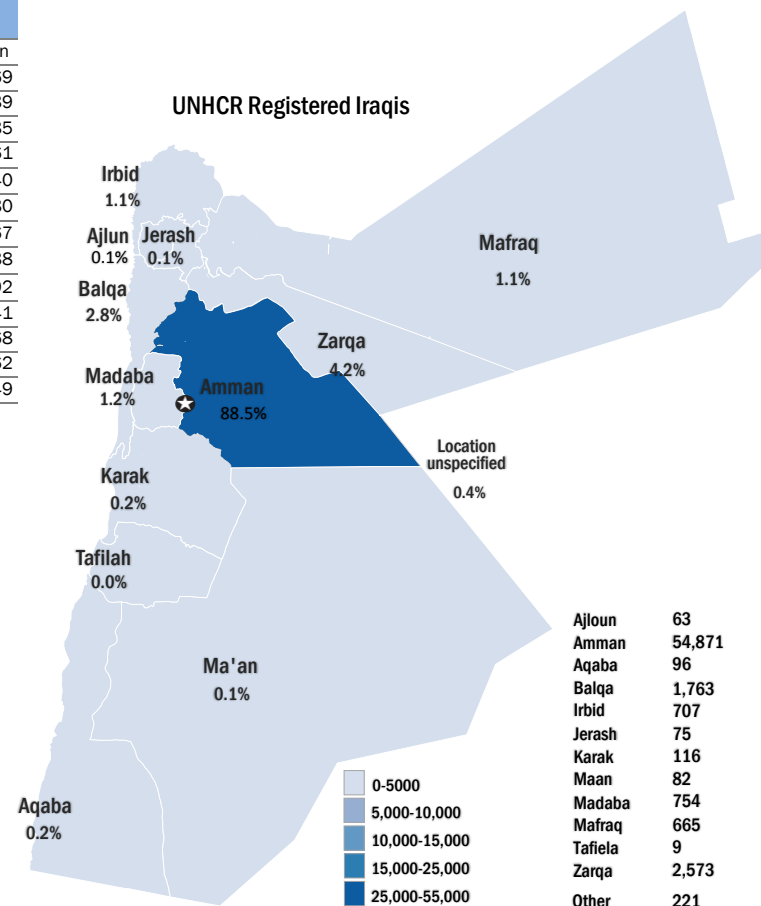 UNHCR Registered Iraqis
Irbid
1.1%
Ajlun
0.1%
Jerash
0.1%
Mafraq
1.1%
Balqa
2.8%
Zarqa
4.2%
Madaba
1.2%
Amman
88.5%
Location
unspecified
0.4%
Karak
0.2%
Tafilah
0.0%
Ma'an
0.1%
Aqaba
0.2%
0-5000
5,000-10,000
10,000-15,000
15,000-25,000
25,000-55,000
Ajloun 63
Amman 54,871
Aqaba 96
Balqa 1,763
Irbid 707
Jerash 75
Karak 116
Maan 82
Madaba 754
Mafraq 665
Tafiela 9
Zarqa 2,573
Other 221